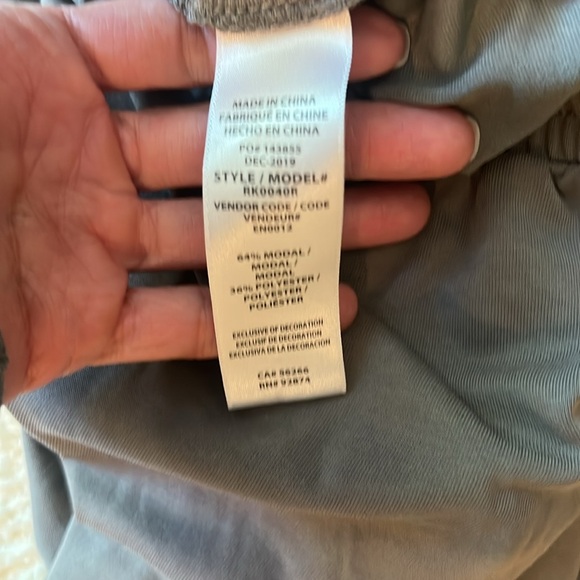 MADE IN CHINA
FABRIQUÉ EN CHINE
HECHO EN CHINA
PO# 143855
DEC-2019
STYLE / MODEL#
RK0040R
VENDOR CODE / CODE
VENDEUR#
EN0013
64% MODAL /
MODAL /
MODAL
36% POLYESTER /
POLYESTER /
POLIÉSTER
EXCLUSIVE OF DECORATION
EXCLUSIF DE DECORATION
EXCLUSIVA DE LA DECORACIÓN
CA# 56266
RN# 93874